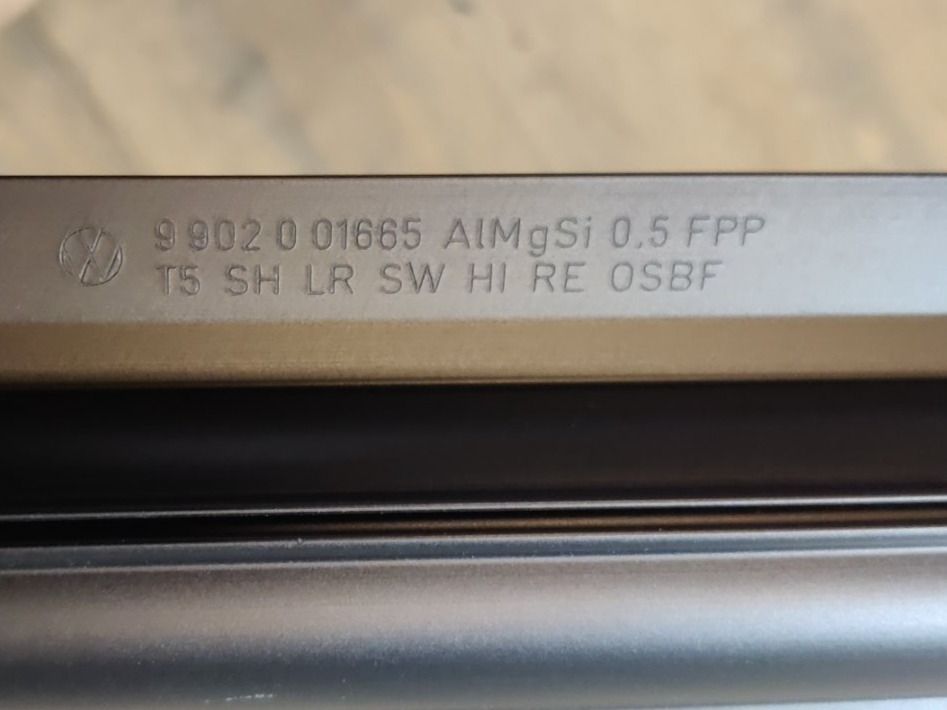 9 902 0 01665 AlMgSi 0.5 FPP
T5 SH LR SW HI RE OSBF